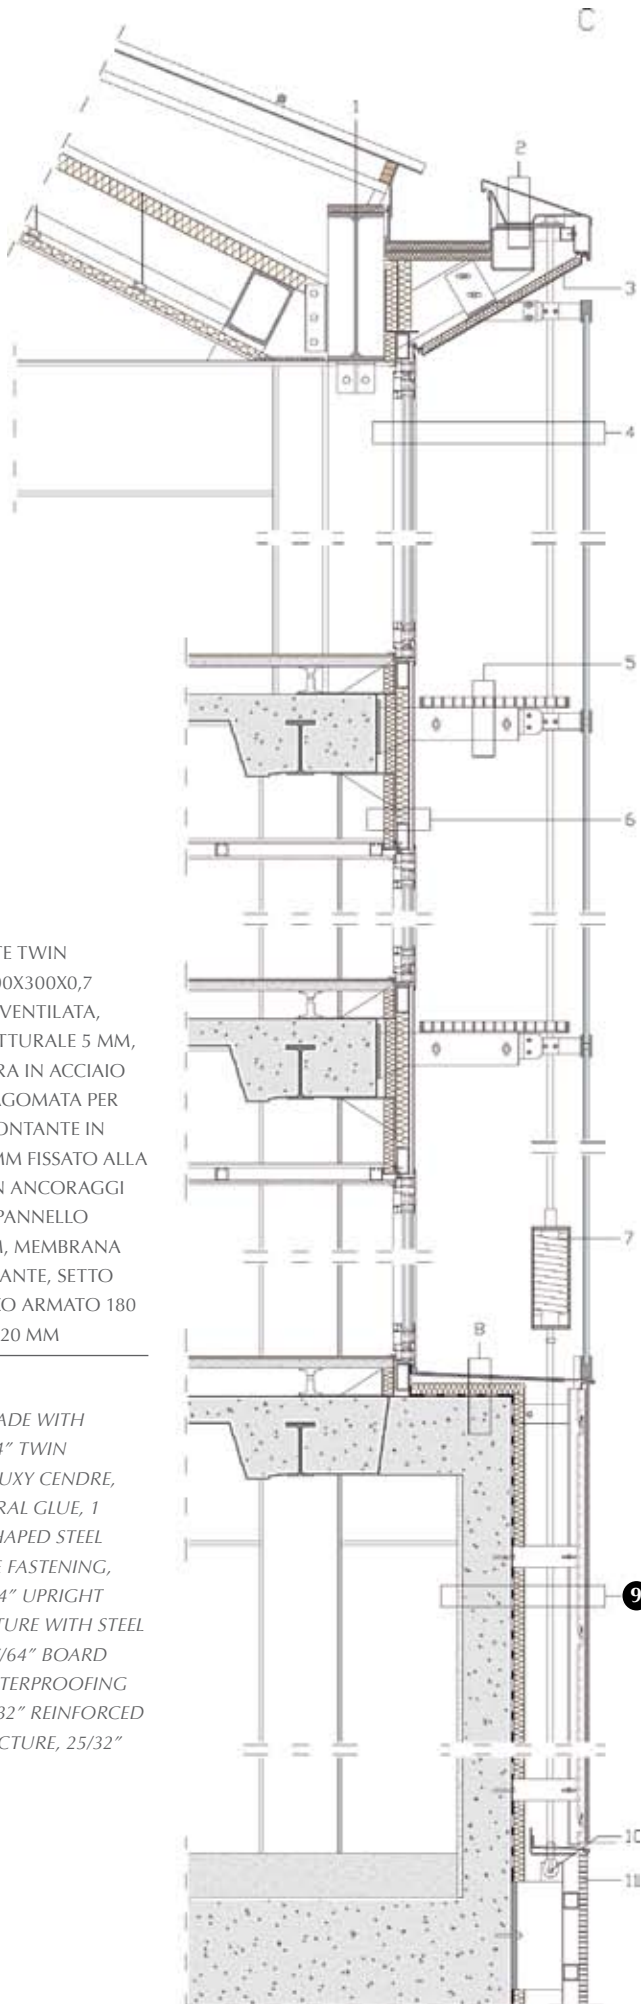 C
1
2
3
4
5
6
TE TWIN
00X300X0,7
VENTILATA,
TTURALE 5 MM,
RA IN ACCIAIO
AGOMATA PER
ONTANTE IN
MM FISSATO ALLA
N ANCORAGGI
PANNELLO
M, MEMBRANA
ANTE, SETTO
O ARMATO 180
20 MM
7
8
ADE WITH
4" TWIN
UXY CENDRE,
RAL GLUE, 1
HAPED STEEL
E FASTENING,
4" UPRIGHT
TURE WITH STEEL
/64" BOARD
TERPROOFING
32" REINFORCED
CTURE, 25/32"
9
10
11